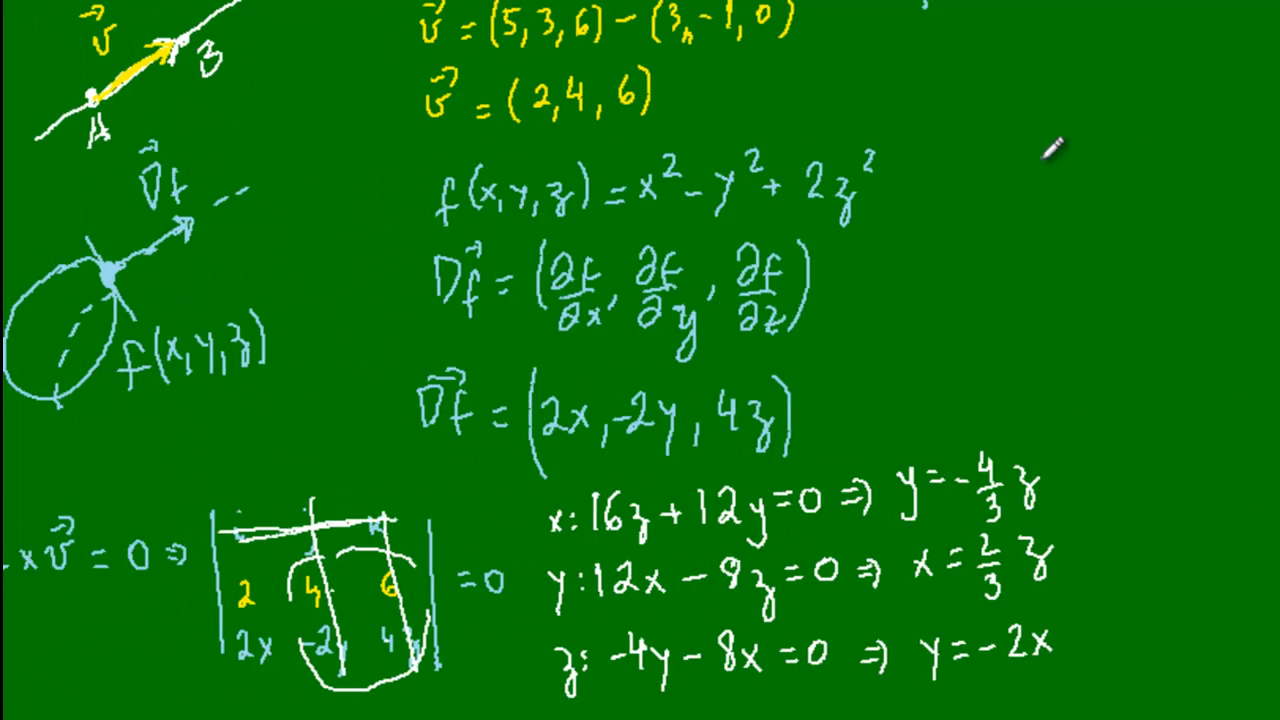 v⃗ = (5, 3, 6) - (3, -1, 0)
v⃗
B
v⃗ = (2, 4, 6)
A
∇⃗f
f(x, y, z) = x² - y² + 2z²
∇f⃗ = (∂f/∂x, ∂f/∂y, ∂f/∂z)
f(x, y, z)
∇⃗f = (2x, -2y, 4z)
x: 16z + 12y = 0 ⇒ y = -4/3 z
x v⃗ = 0 ⇒
y: 12x - 8z = 0 ⇒ x = 2/3 z
2 4 6 = 0
2x -2y 4z
z: -4y - 8x = 0 ⇒ y = -2x